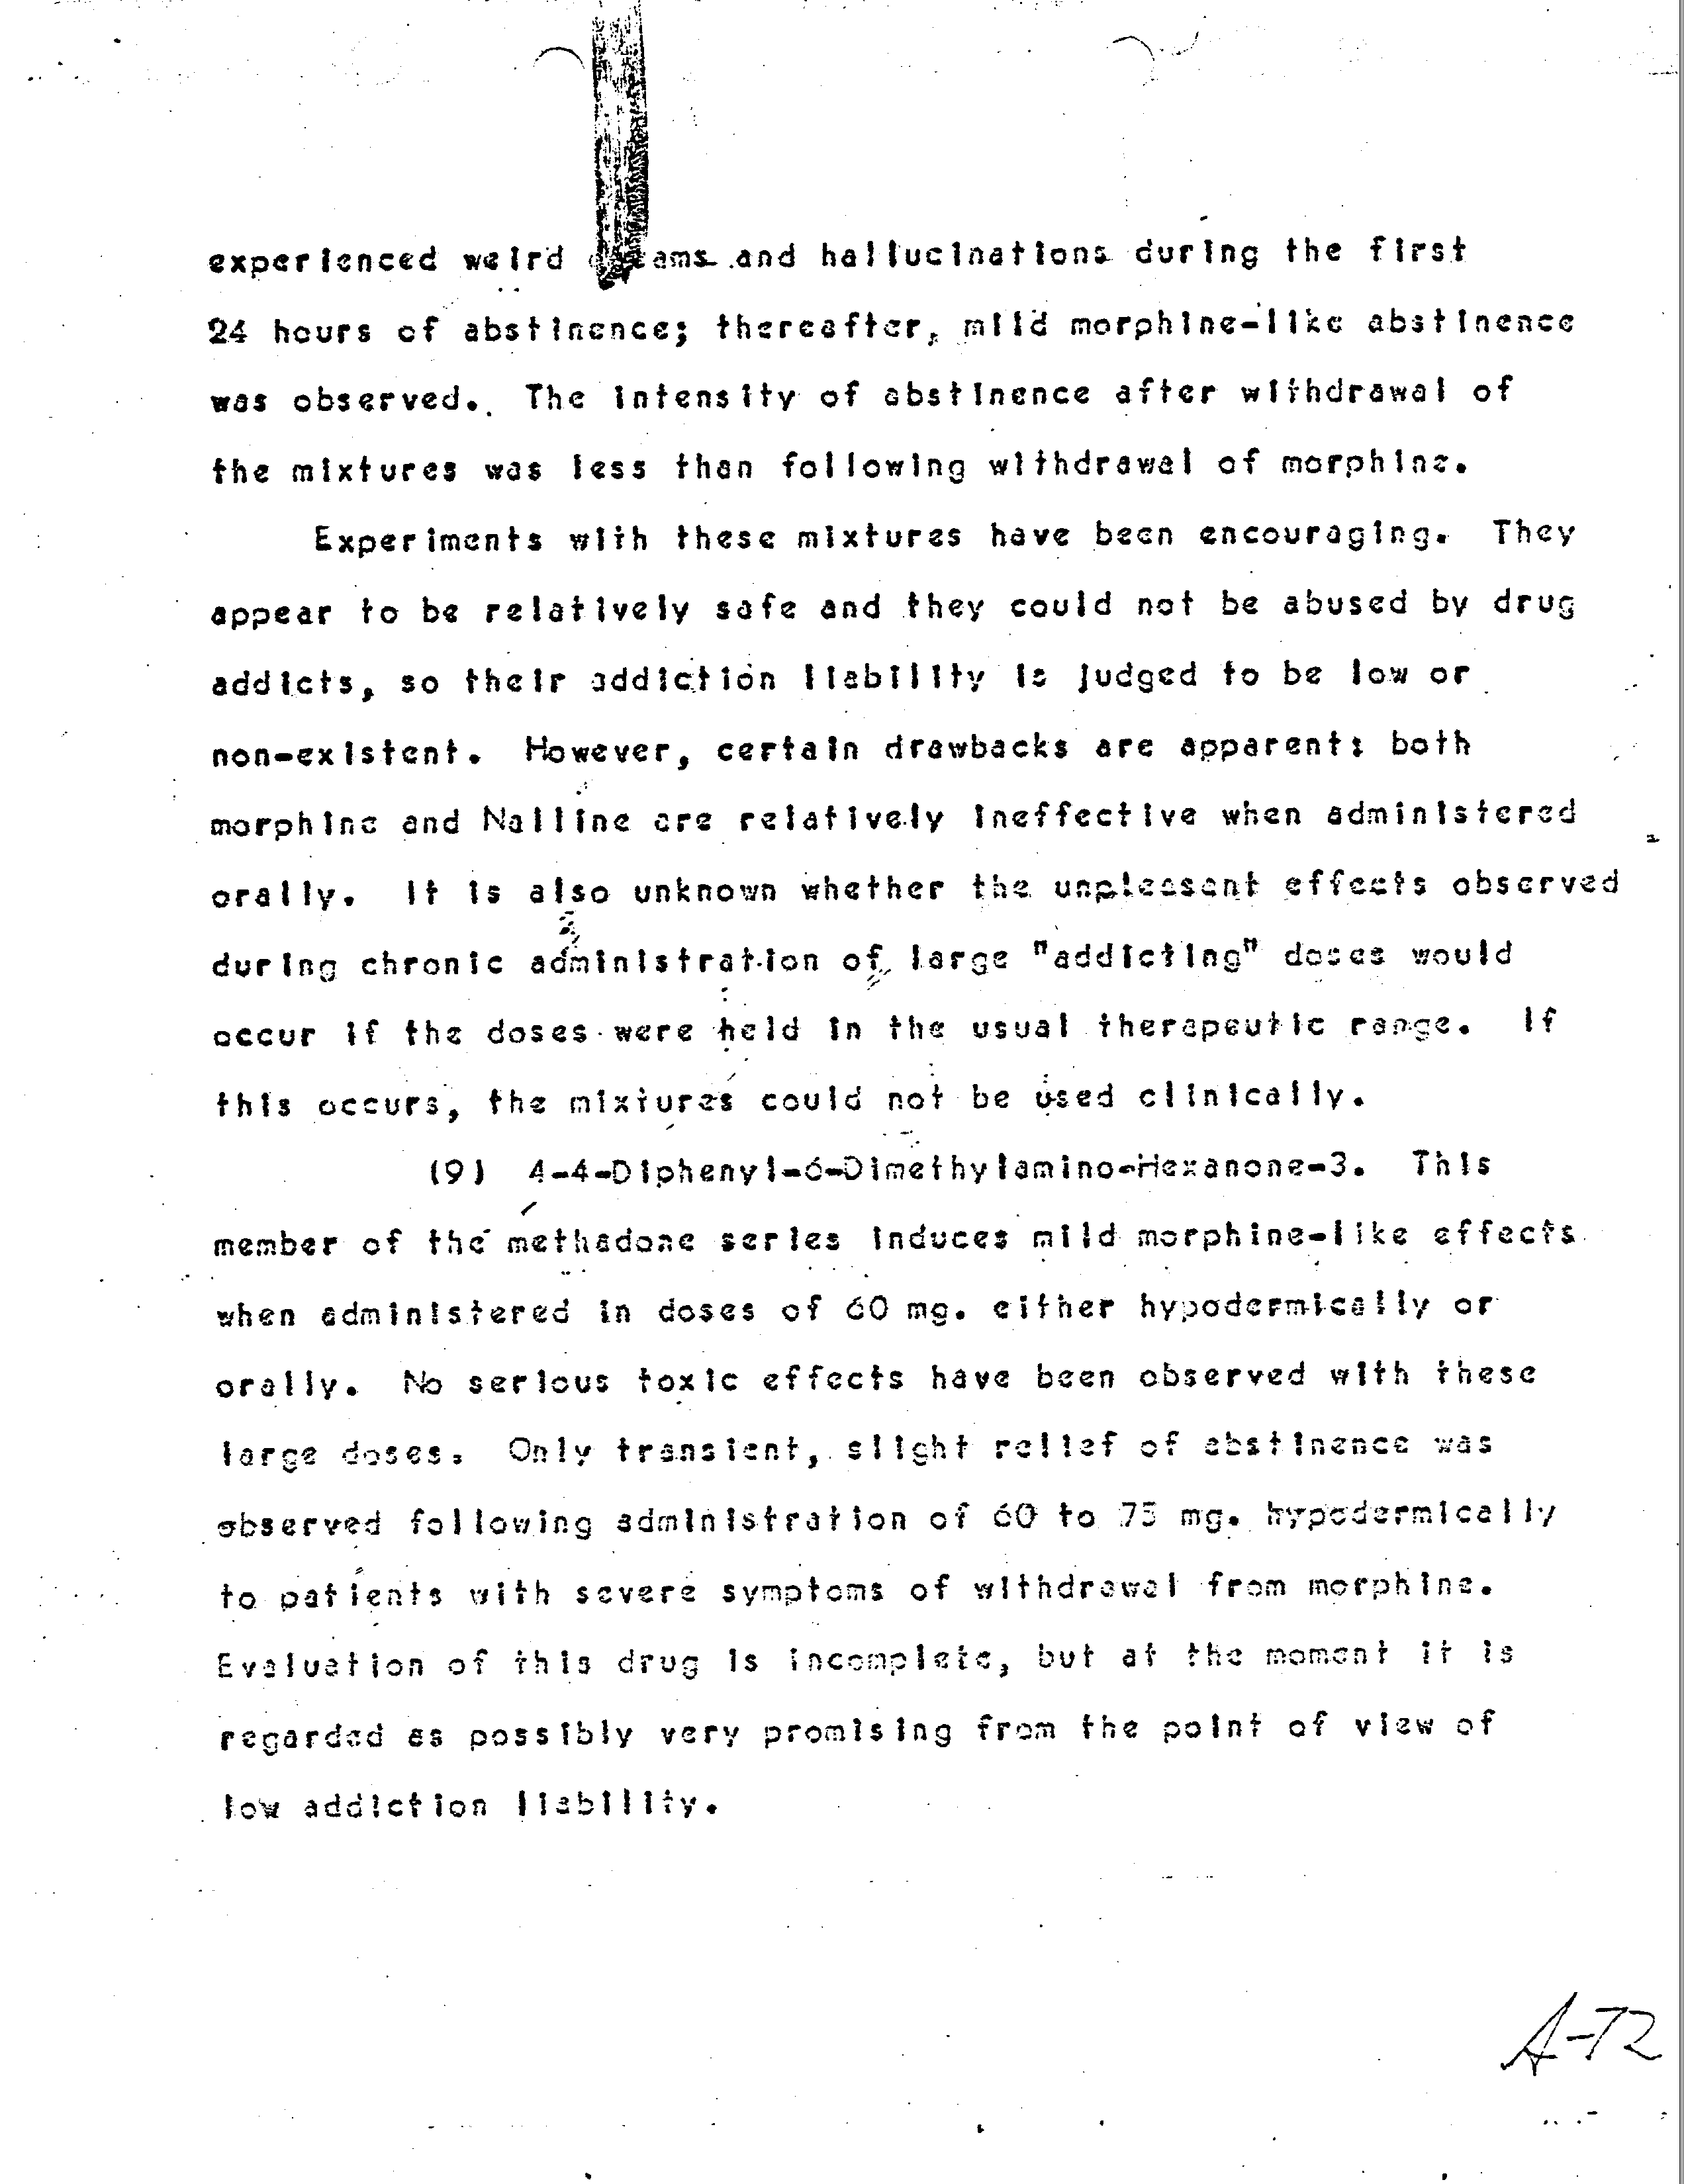 experienced weird and hallucinations during the first
24 hours of abstinence; thereafter, mild morphine-like abstinence
was observed. The intensity of abstinence after withdrawal of
the mixtures was less than following withdrawal of morphine.
Experiments with these mixtures have been encouraging. They
appear to be relatively safe and they could not be abused by drug
addicts, so their addiction liability is judged to be low or
non-existent. However, certain drawbacks are apparent: both
morphine and Nalline are relatively ineffective when administered
orally. It is also unknown whether the unpleasant effects observed
during chronic administration of large "addicting" doses would
occur if the doses were held in the usual therapeutic range. If
this occurs, the mixtures could not be used clinically.
(9) 4-4-Diphenyl-6-Dimethylamino-Hexanone-3. This
member of the methadone series induces mild morphine-like effects
when administered in doses of 60 mg. either hypodermically or
orally. No serious toxic effects have been observed with these
large doses. Only transient, slight relief of abstinence was
observed following administration of 60 to 75 mg. hypodermically
to patients with severe symptoms of withdrawal from morphine.
Evaluation of this drug is incomplete, but at the moment it is
regarded as possibly very promising from the point of view of
low addiction liability.
A-72